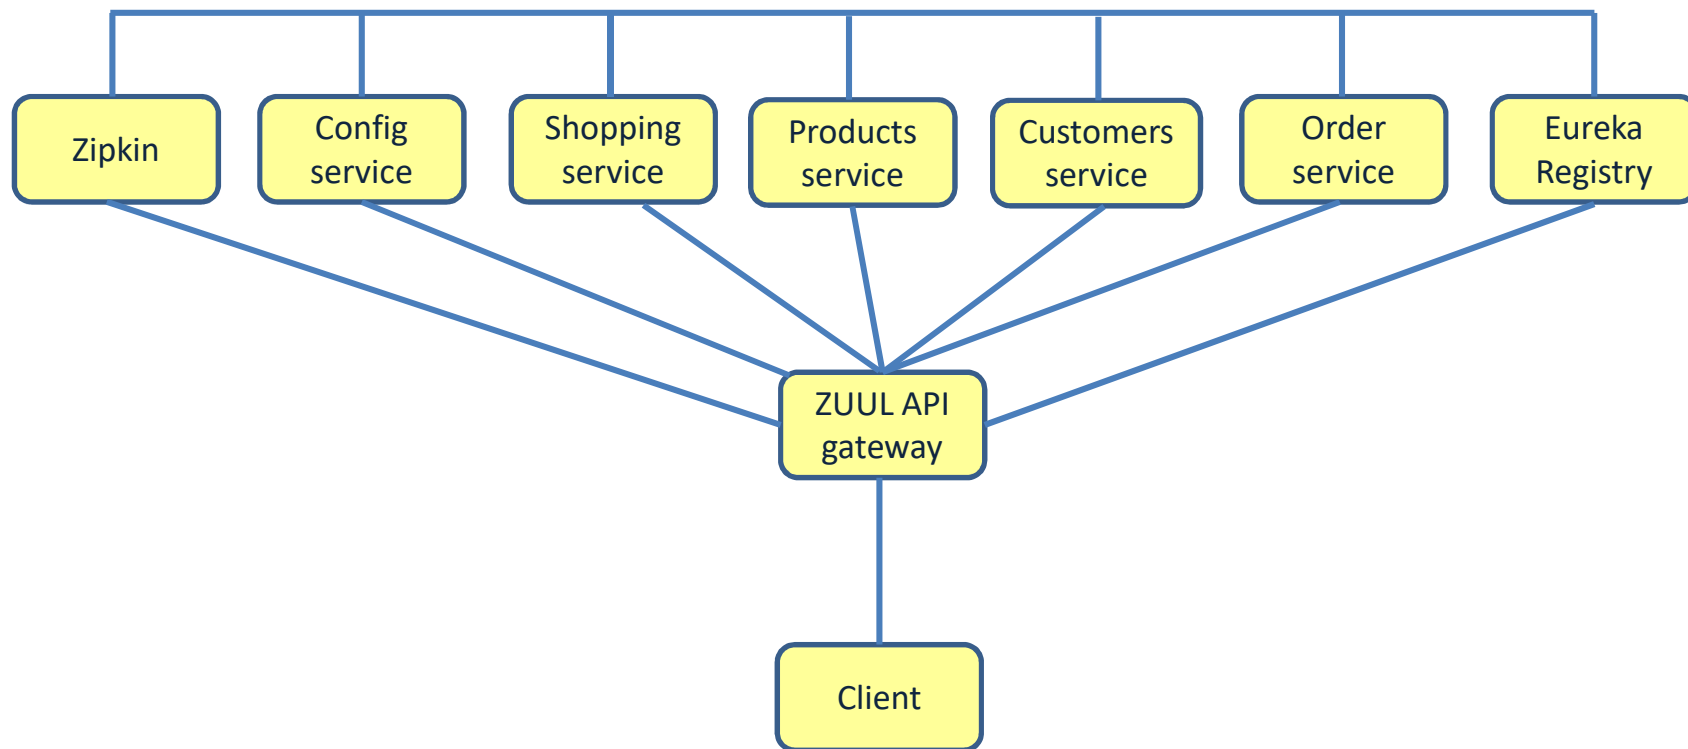 Zipkin
Config
service
Shopping
service
Products
service
Customers
service
Order
service
Eureka
Registry
ZUUL API
gateway
Client